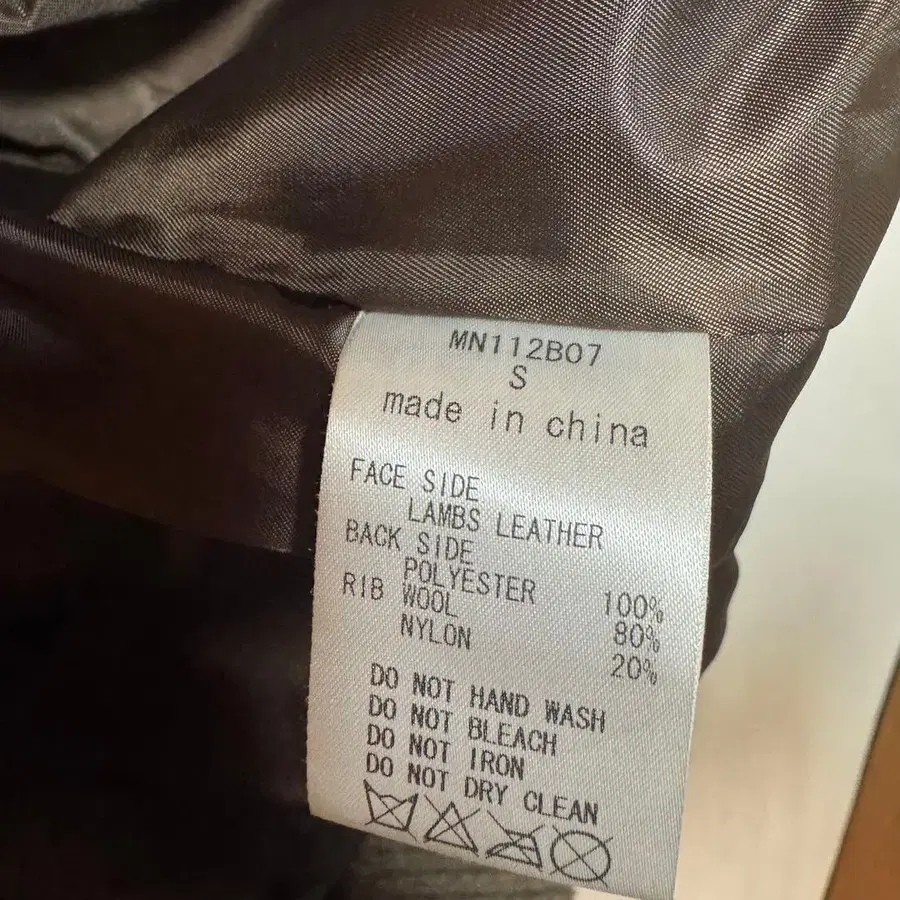 MN112B07
S
made in china
FACE SIDE
LAMBS LEATHER
BACK SIDE
POLYESTER 100%
RIB WOOL 80%
NYLON 20%
DO NOT HAND WASH
DO NOT BLEACH
DO NOT IRON
DO NOT DRY CLEAN